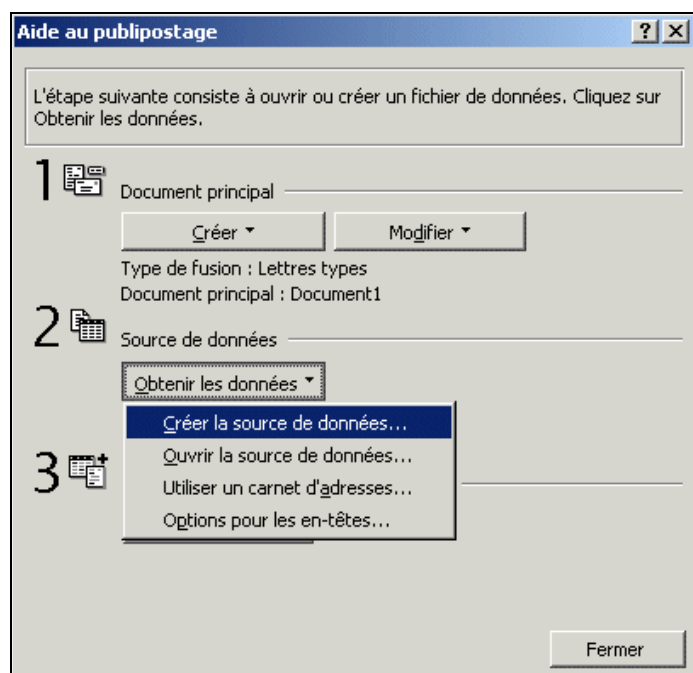 Aide au publipostage
L'étape suivante consiste à ouvrir ou créer un fichier de données. Cliquez sur
Obtenir les données.
1
Document principal
Créer
Modifier
Type de fusion : Lettres types
Document principal : Document1
2
Source de données
Obtenir les données
Créer la source de données...
Ouvrir la source de données...
3
Utiliser un carnet d'adresses...
Options pour les en-têtes...
Fermer